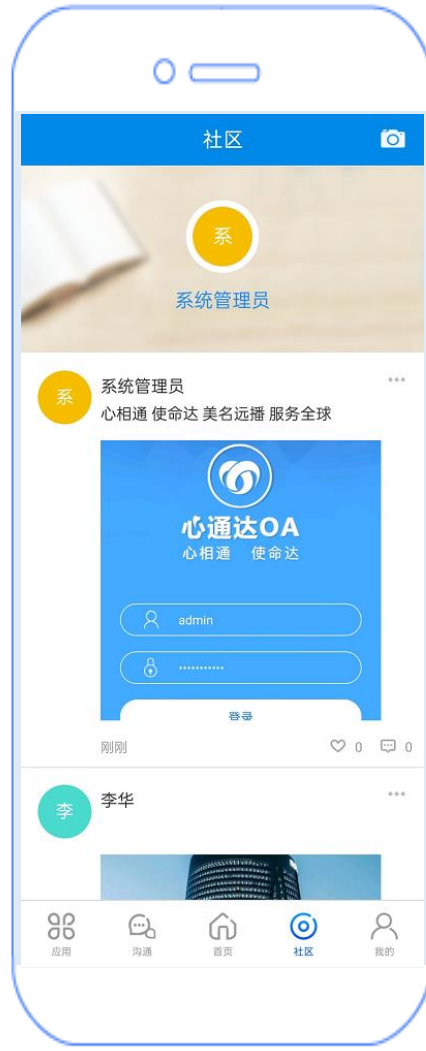 社区
系
系统管理员
系
系统管理员
心相通 使命达 美名远播 服务全球
心通达OA
心相通 使命达
admin
···········
登录
刚刚
0
0
李
李华
应用
沟通
首页
社区
我的